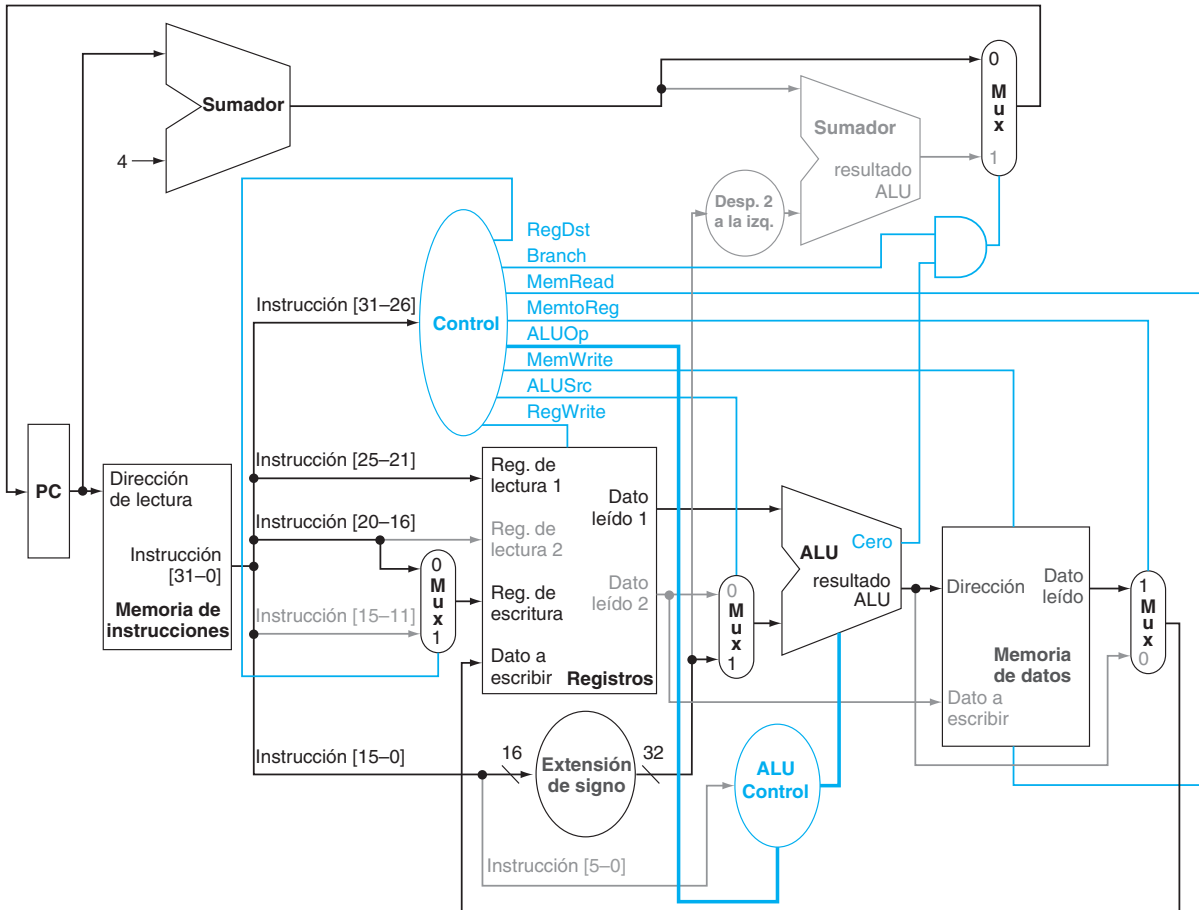 Sumador
4
0
Mux
1
Sumador
resultado
ALU
Desp. 2
a la izq.
RegDst
Branch
MemRead
MemtoReg
ALUOp
MemWrite
ALUSrc
RegWrite
Control
Instrucción [31–26]
PC
Dirección
de lectura
Instrucción
[31–0]
Memoria de
instrucciones
Instrucción [25–21]
Instrucción [20–16]
Instrucción [15–11]
0
Mux
1
Reg. de
lectura 1
Reg. de
lectura 2
Reg. de
escritura
Dato a
escribir
Dato
leído 1
Dato
leído 2
Registros
0
Mux
1
Cero
ALU
resultado
ALU
Dirección
Dato
leído
Memoria
de datos
Dato a
escribir
1
Mux
0
Instrucción [15–0]
16
Extensión
de signo
32
ALU
Control
Instrucción [5–0]